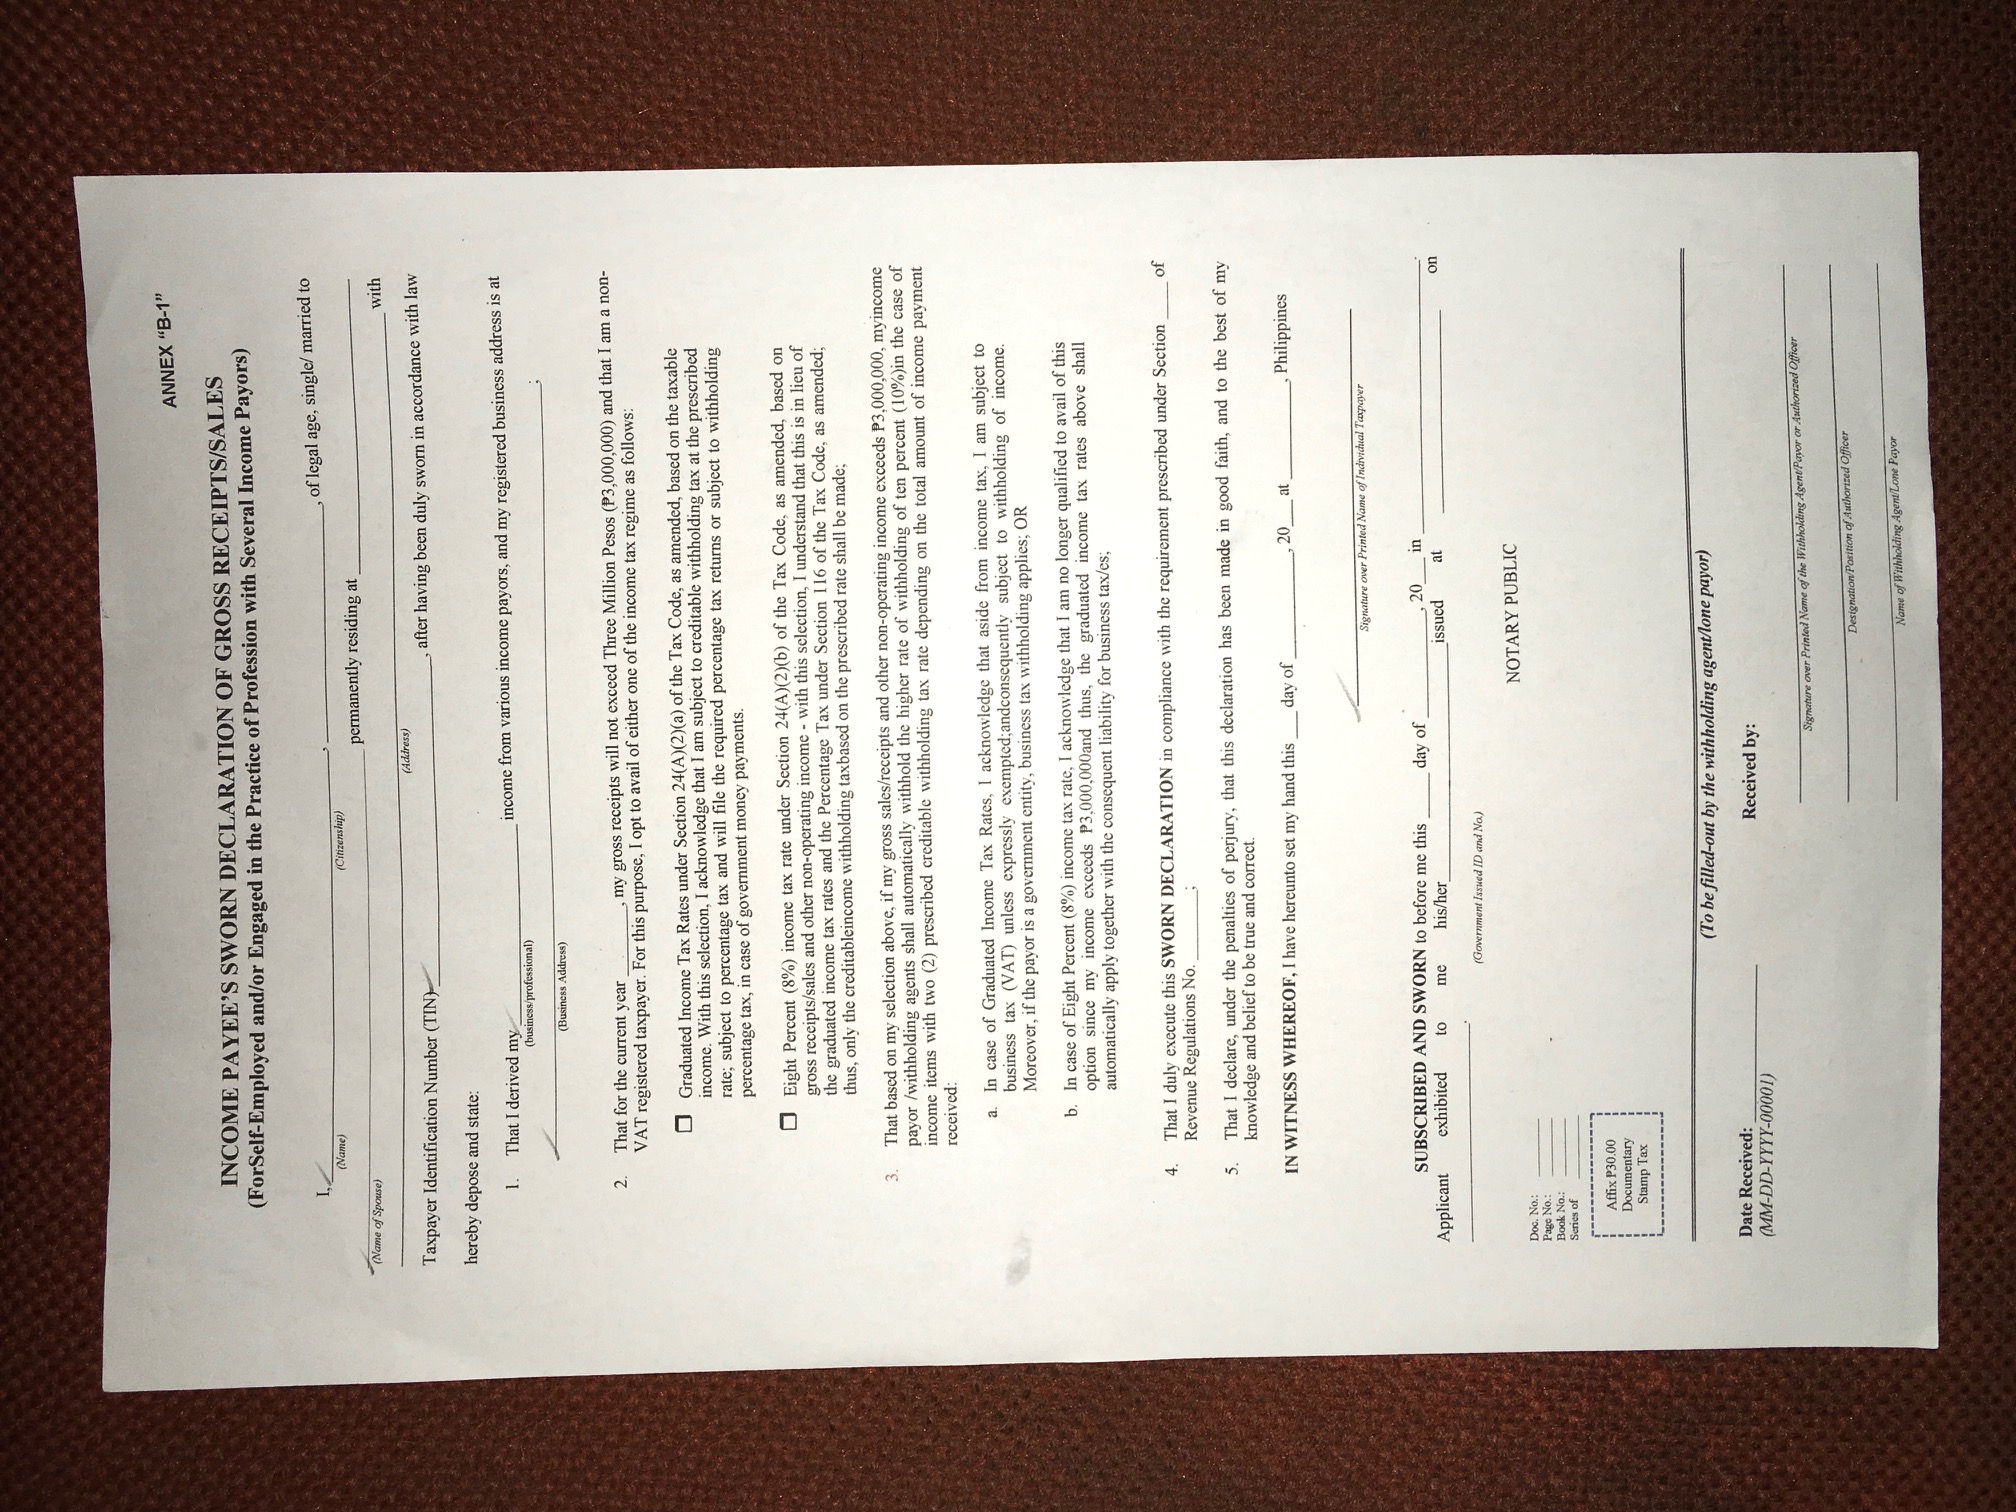 ANNEX “B-1”
INCOME PAYEE’S SWORN DECLARATION OF GROSS RECEIPTS/SALES
(ForSelf-Employed and/or Engaged in the Practice of Profession with Several Income Payors)
I, ____________________, ____________________, of legal age, single/ married to
(Name) (Citizenship)
____________________ permanently residing at ____________________
(Name of Spouse)
____________________ with
(Address)
Taxpayer Identification Number (TIN)____________________, after having been duly sworn in accordance with law
hereby depose and state:
1. That I derived my ____________________ income from various income payors, and my registered business address is at
(business/professional)
____________________;
(Business Address)
2. That for the current year ________, my gross receipts will not exceed Three Million Pesos (₱3,000,000) and that I am a non-
VAT registered taxpayer. For this purpose, I opt to avail of either one of the income tax regime as follows:
☐ Graduated Income Tax Rates under Section 24(A)(2)(a) of the Tax Code, as amended, based on the taxable
income. With this selection, I acknowledge that I am subject to creditable withholding tax at the prescribed
rate; subject to percentage tax and will file the required percentage tax returns or subject to withholding
percentage tax, in case of government money payments.
☐ Eight Percent (8%) income tax rate under Section 24(A)(2)(b) of the Tax Code, as amended, based on
gross receipts/sales and other non-operating income - with this selection, I understand that this is in lieu of
the graduated income tax rates and the Percentage Tax under Section 116 of the Tax Code, as amended;
thus, only the creditableincome withholding taxbased on the prescribed rate shall be made;
3. That based on my selection above, if my gross sales/receipts and other non-operating income exceeds ₱3,000,000, myincome
payor /withholding agents shall automatically withhold the higher rate of withholding of ten percent (10%)in the case of
income items with two (2) prescribed creditable withholding tax rate depending on the total amount of income payment
received:
a. In case of Graduated Income Tax Rates, I acknowledge that aside from income tax, I am subject to
business tax (VAT) unless expressly exempted;andconsequently subject to withholding of income.
Moreover, if the payor is a government entity, business tax withholding applies; OR
b. In case of Eight Percent (8%) income tax rate, I acknowledge that I am no longer qualified to avail of this
option since my income exceeds ₱3,000,000and thus, the graduated income tax rates above shall
automatically apply together with the consequent liability for business tax/es;
4. That I duly execute this SWORN DECLARATION in compliance with the requirement prescribed under Section ____ of
Revenue Regulations No. ________;
5. That I declare, under the penalties of perjury, that this declaration has been made in good faith, and to the best of my
knowledge and belief to be true and correct.
IN WITNESS WHEREOF, I have hereunto set my hand this ___ day of ____________, 20___ at ___________, Philippines
Signature over Printed Name of Individual Taxpayer
SUBSCRIBED AND SWORN to before me this _____ day of ____________, 20___ in ____________________.
Applicant exhibited to me his/her____________________issued at ____________________ on
____________________.
(Government Issued ID and No.)
NOTARY PUBLIC
Doc. No.: ________
Page No.: ________
Book No.: ________
Series of ________
Affix ₱30.00
Documentary
Stamp Tax
(To be filled-out by the withholding agent/lone payor)
Date Received: ____________________ Received by:
(MM-DD-YYYY-00001)
Signature over Printed Name of the Withholding Agent/Payor or Authorized Officer
Designation/Position of Authorized Officer
Name of Withholding Agent/Lone Payor